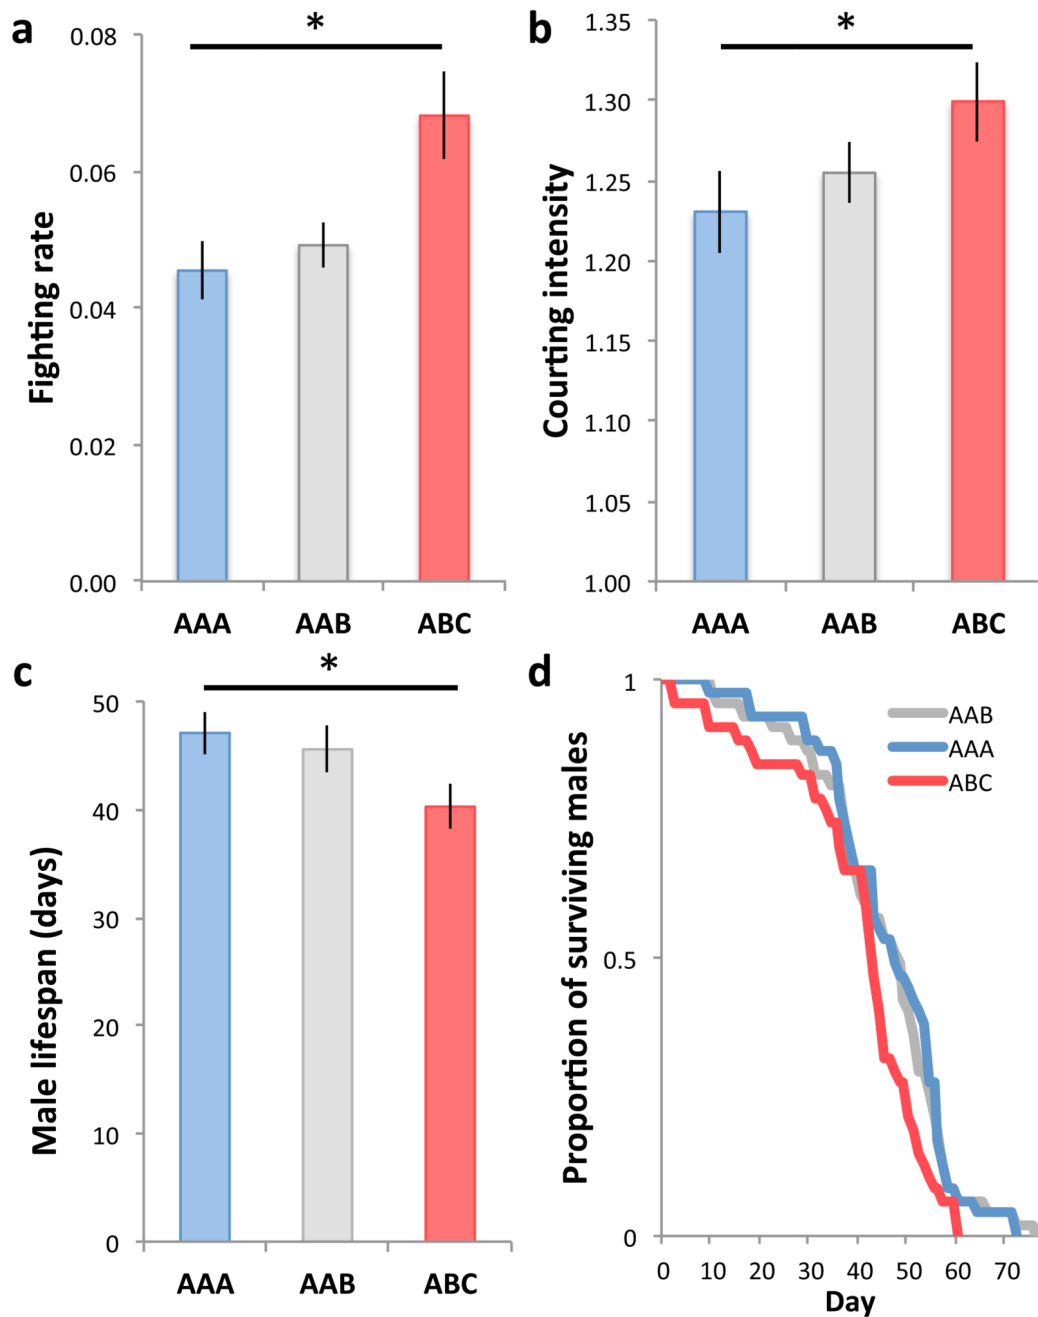 a
*
Fighting rate
0.08
0.06
0.04
0.02
0.00
AAA AAB ABC
b
*
Courting intensity
1.35
1.30
1.25
1.20
1.15
1.10
1.05
1.00
AAA AAB ABC
c
*
Male lifespan (days)
50
40
30
20
10
0
AAA AAB ABC
d
Proportion of surviving males
1
0.5
0
AAB
AAA
ABC
0 10 20 30 40 50 60 70
Day